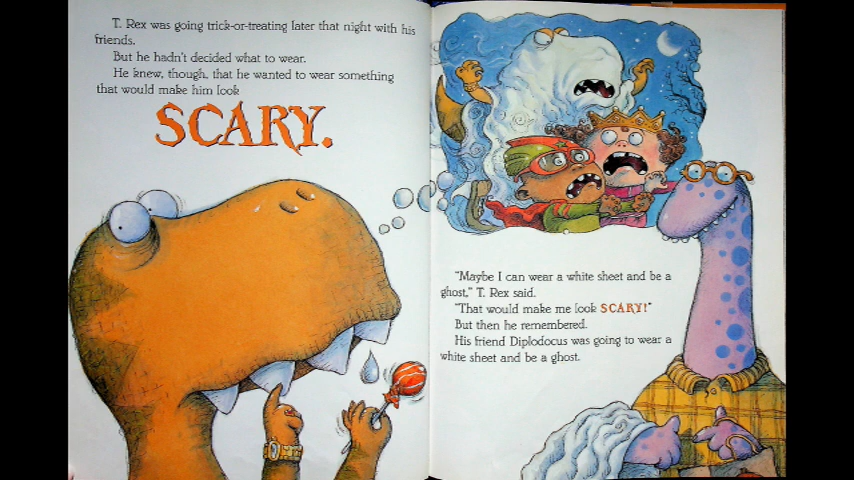 T. Rex was going trick-or-treating later that night with his
friends.
But he hadn't decided what to wear.
He knew, though, that he wanted to wear something
that would make him look
SCARY.
"Maybe I can wear a white sheet and be a
ghost," T. Rex said.
"That would make me look SCARY!"
But then he remembered.
His friend Diplodocus was going to wear a
white sheet and be a ghost.